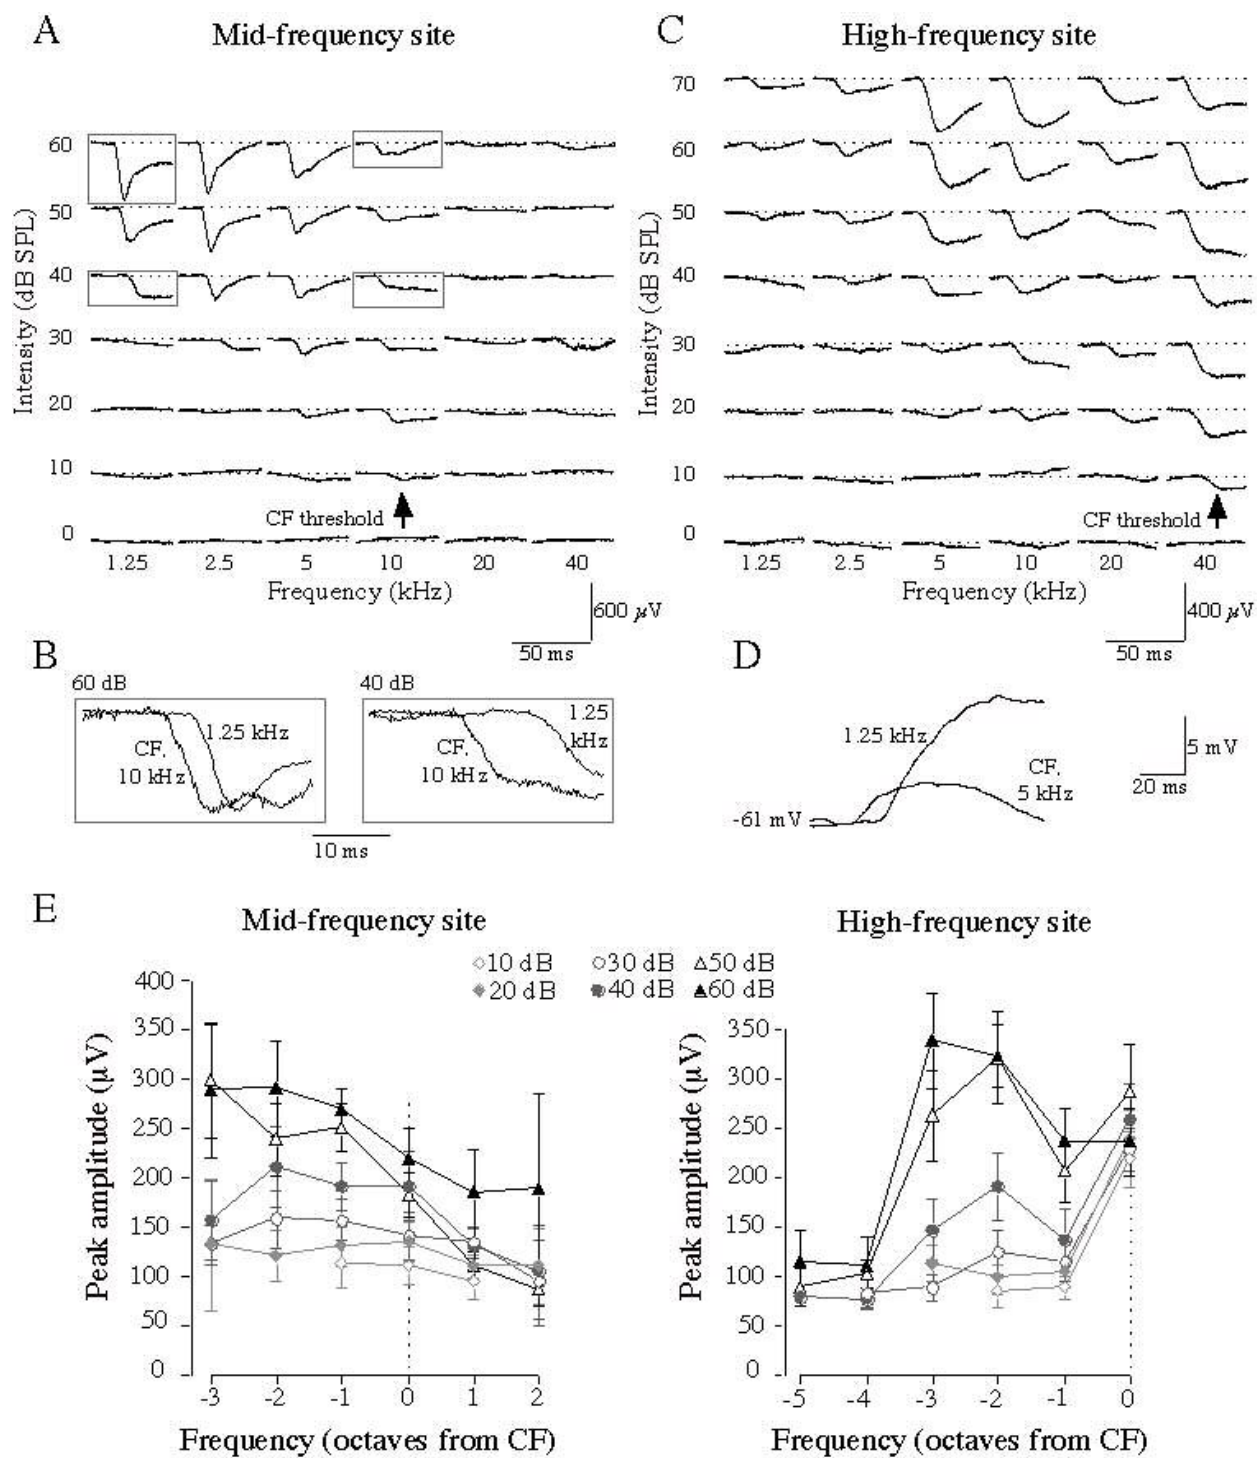 A
Mid-frequency site
C
High-frequency site
Intensity (dB SPL)
60
50
40
30
20
10
0
CF threshold
1.25 2.5 5 10 20 40
Frequency (kHz)
600 µV
50 ms
Intensity (dB SPL)
70
60
50
40
30
20
10
0
CF threshold
1.25 2.5 5 10 20 40
Frequency (kHz)
400 µV
50 ms
B
60 dB
1.25 kHz
CF,
10 kHz
40 dB
1.25
kHz
CF,
10 kHz
10 ms
D
1.25 kHz
CF,
5 kHz
-61 mV
5 mV
20 ms
E
Mid-frequency site
High-frequency site
10 dB 30 dB 50 dB
20 dB 40 dB 60 dB
Peak amplitude (µV)
400
350
300
250
200
150
100
50
0
-3 -2 -1 0 1 2
Frequency (octaves from CF)
Peak amplitude (µV)
350
300
250
200
150
100
50
0
-5 -4 -3 -2 -1 0
Frequency (octaves from CF)